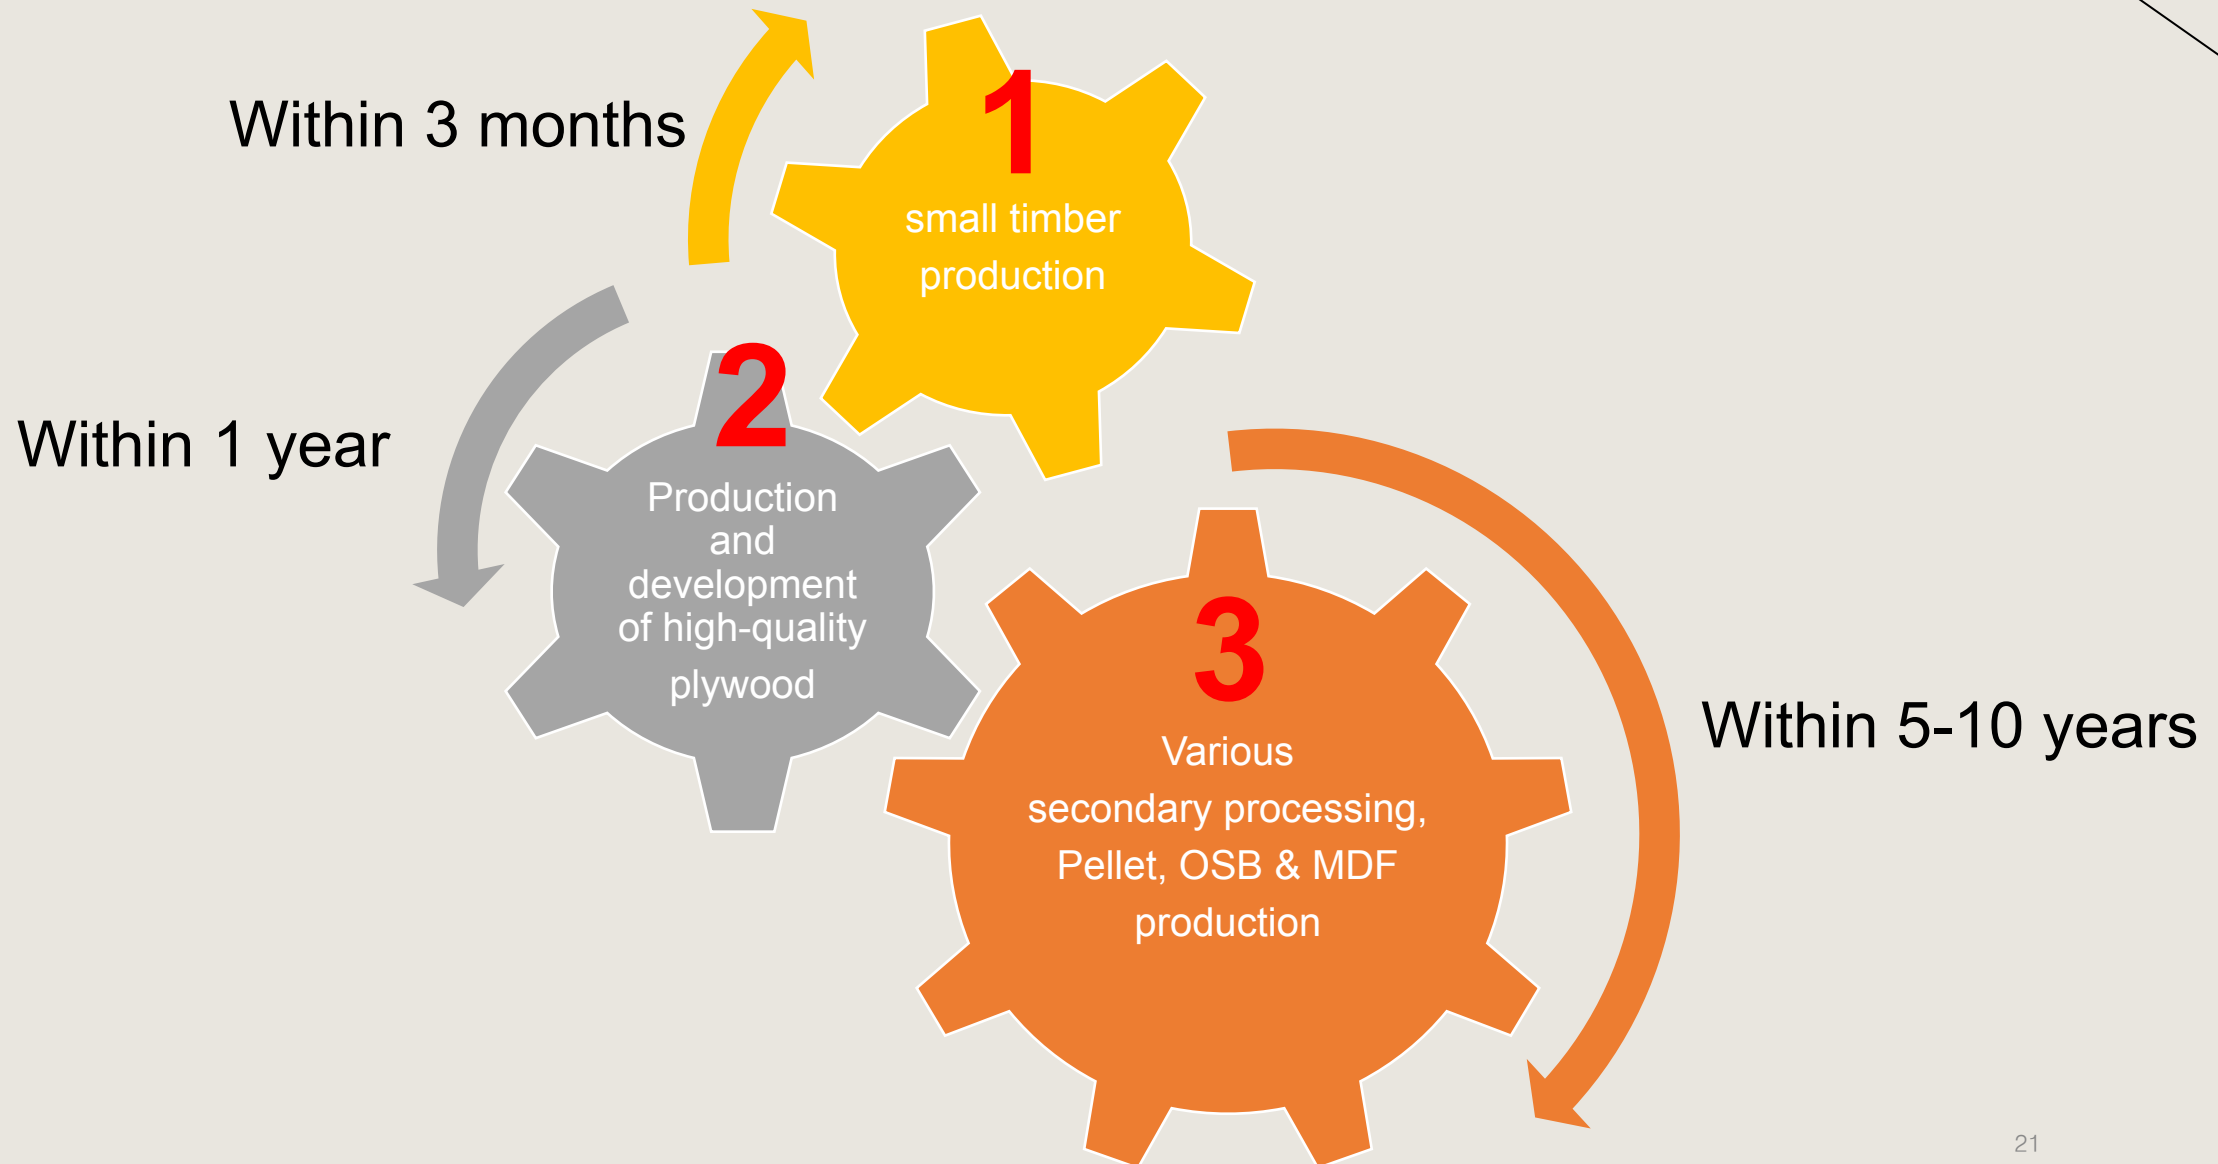 Within 3 months
1
small timber
production
Within 1 year
2
Production
and
development
of high-quality
plywood
3
Various
secondary processing,
Pellet, OSB & MDF
production
Within 5-10 years
21